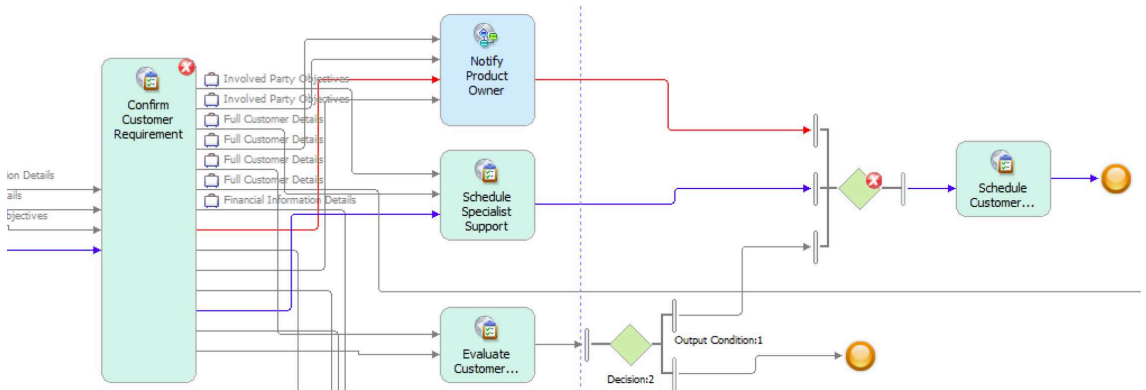 Notify
Product
Owner
Confirm
Customer
Requirement
Involved Party Objectives
Involved Party Objectives
Full Customer Details
Full Customer Details
Full Customer Details
Full Customer Details
Financial Information Details
ion Details
ails
bjectives
Schedule
Specialist
Support
Schedule
Customer...
Evaluate
Customer...
Output Condition:1
Decision:2